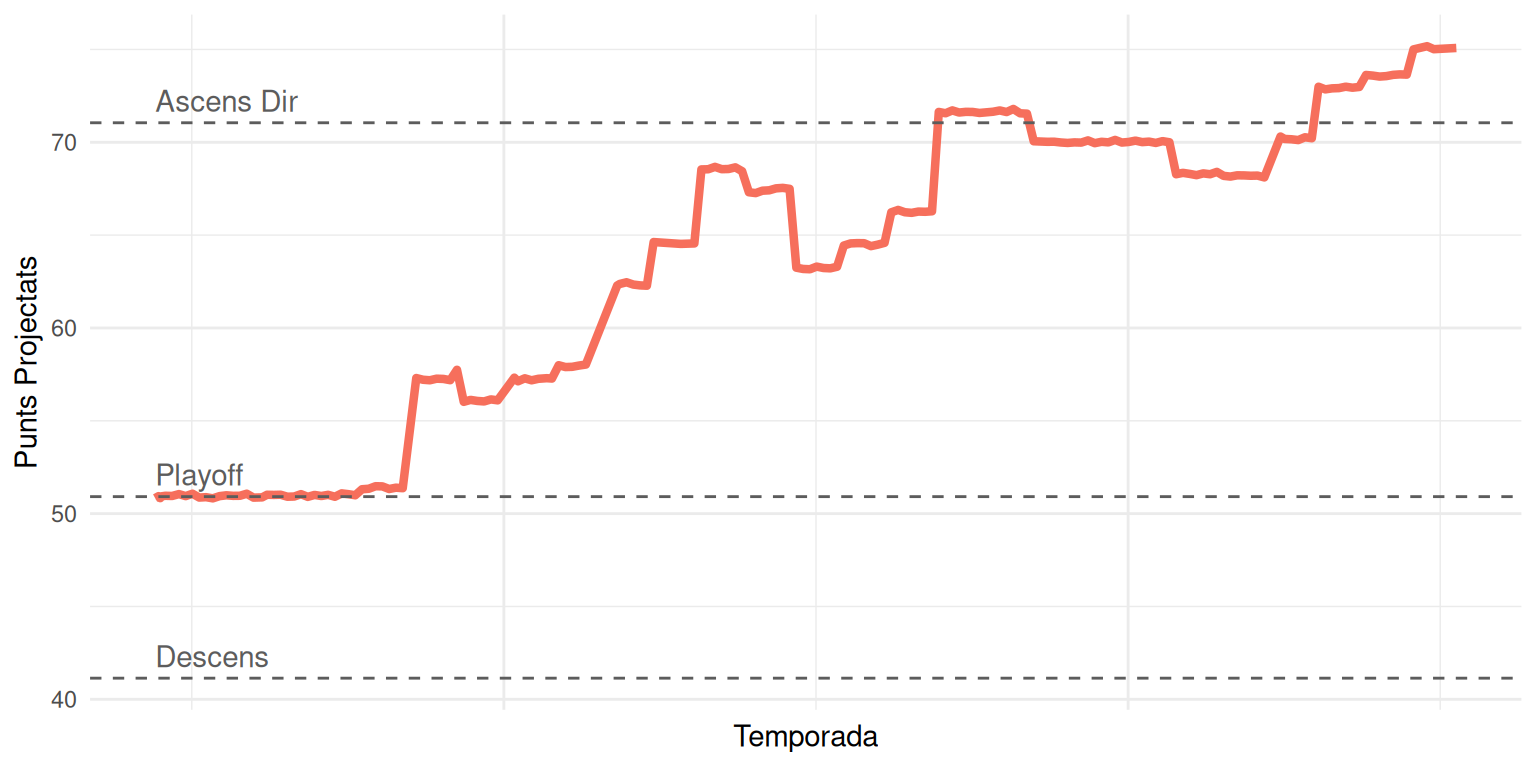 Ascens Dir
70
60
Punts Projectats
Playoff
50
Descens
40
Temporada